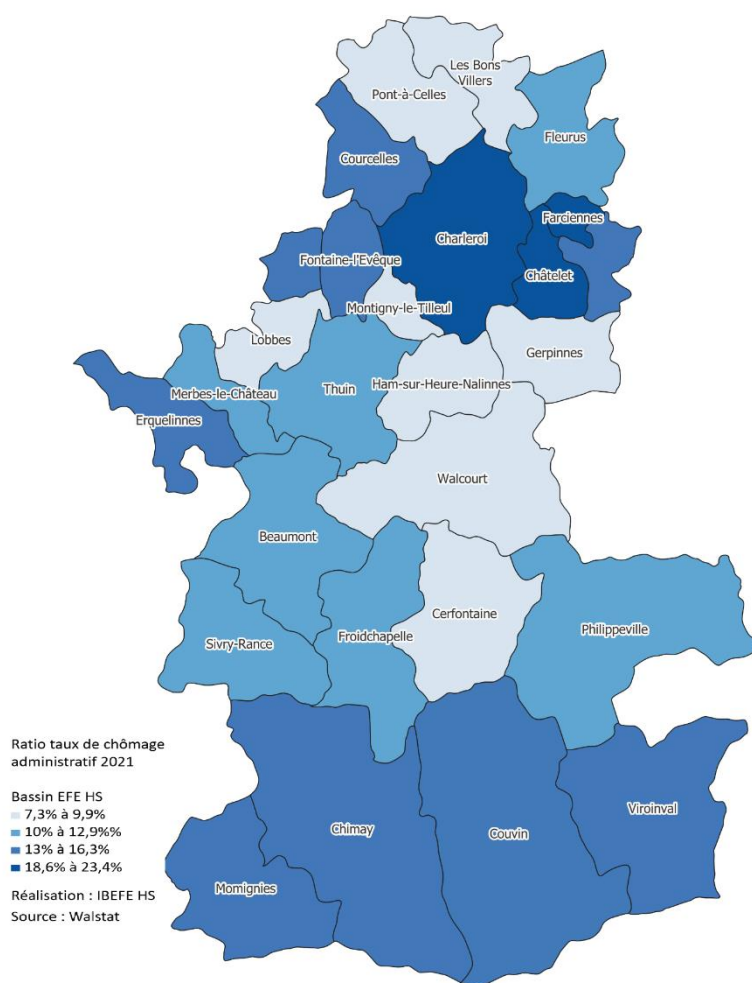 Les Bons
Villers
Pont-à-Celles
Fleurus
Courcelles
Farciennes
Charleroi
Fontaine-l'Evêque
Châtelet
Montigny-le-Tilleul
Lobbes
Gerpinnes
Merbes-le-Château
Thuin
Ham-sur-Heure-Nalinnes
Erquelinnes
Walcourt
Beaumont
Cerfontaine
Philippeville
Sivry-Rance
Froidchapelle
Ratio taux de chômage
administratif 2021
Bassin EFE HS
7,3% à 9,9%
10% à 12,9%%
13% à 16,3%
18,6% à 23,4%
Réalisation : IBEFE HS
Source : Walstat
Viroinval
Chimay
Couvin
Momignies